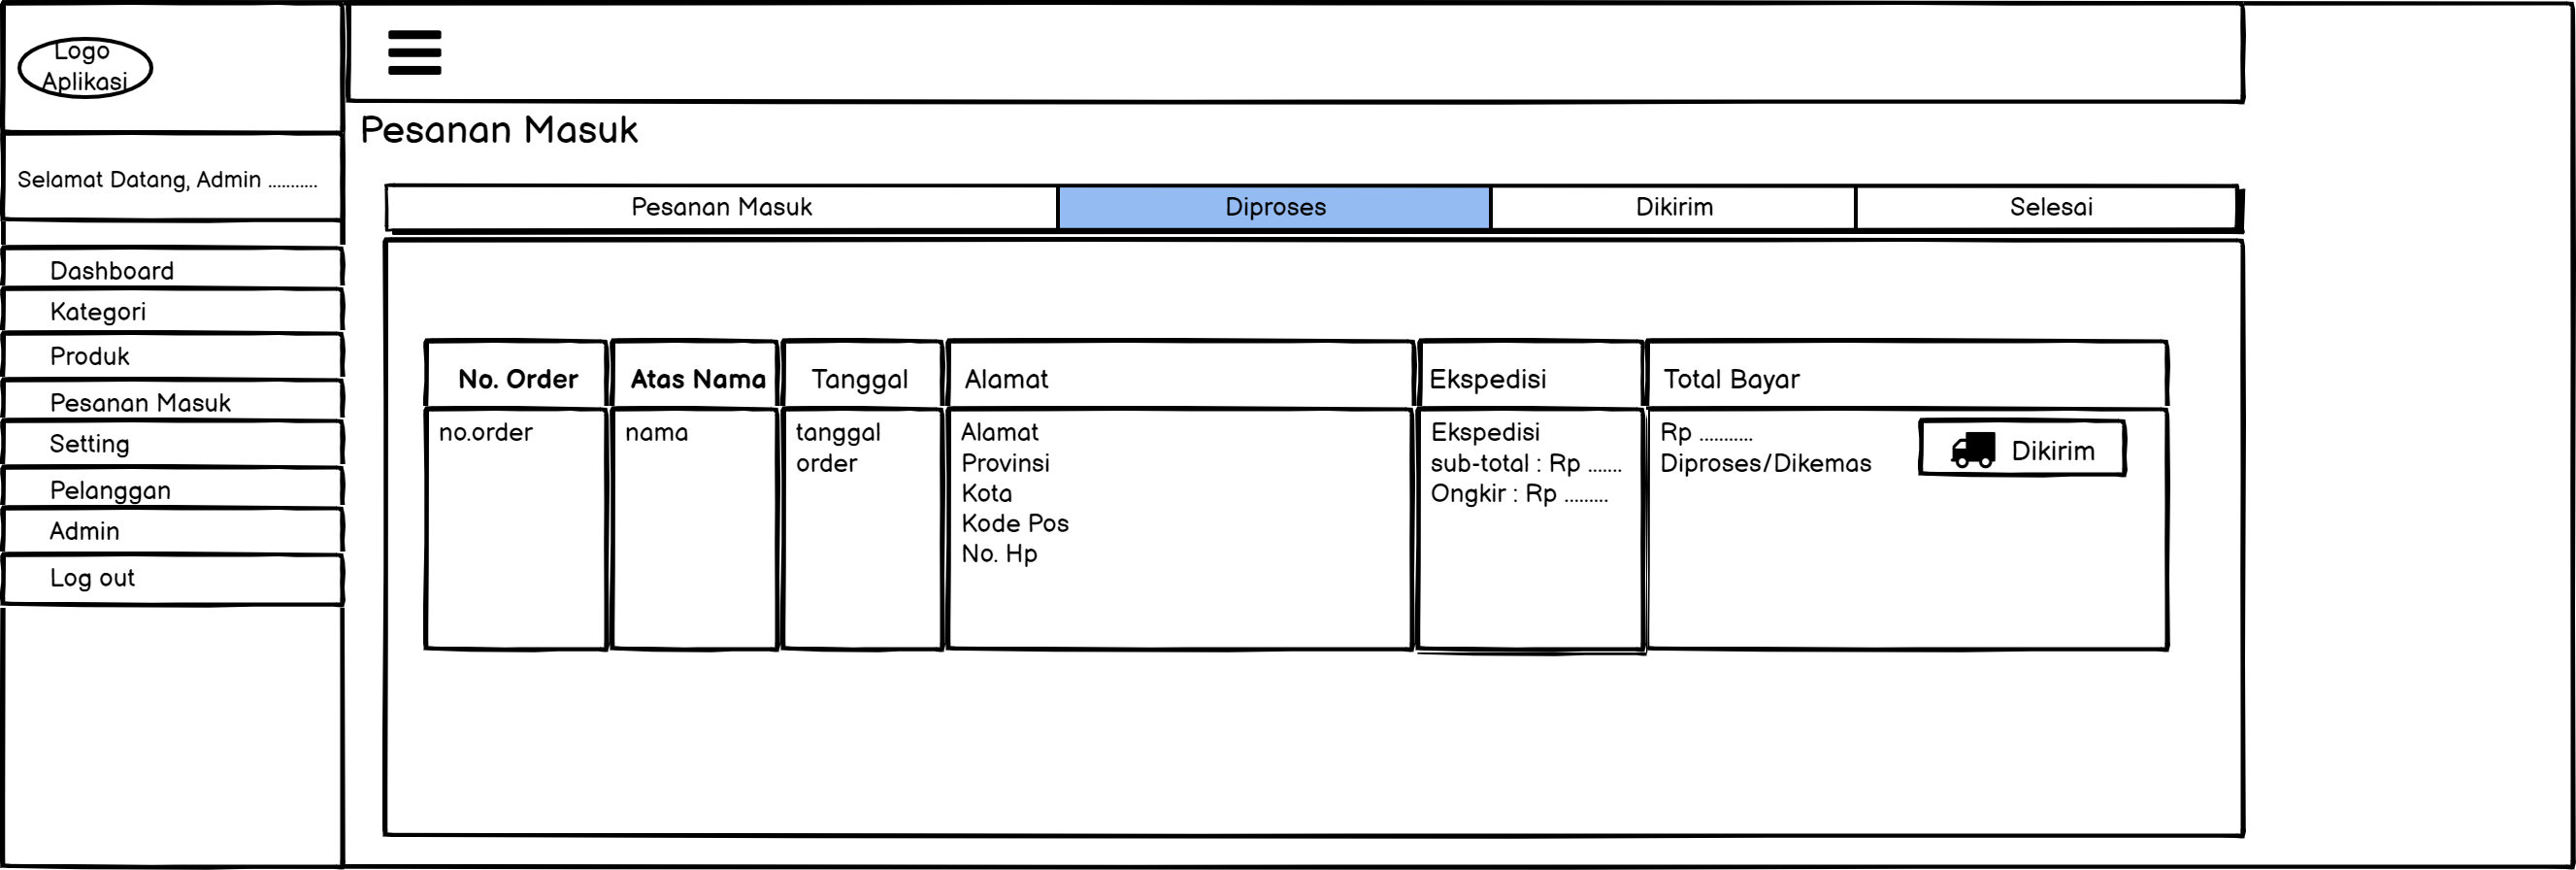 Logo
Aplikasi
Selamat Datang, Admin ...........
Dashboard
Kategori
Produk
Pesanan Masuk
Setting
Pelanggan
Admin
Log out
Pesanan Masuk
Pesanan Masuk
Diproses
Dikirim
Selesai
No. Order
Atas Nama
Tanggal
Alamat
Ekspedisi
Total Bayar
no.order
nama
tanggal
order
Alamat
Provinsi
Kota
Kode Pos
No. Hp
Ekspedisi
sub-total : Rp .......
Ongkir : Rp .........
Rp ...........
Diproses/Dikemas
Dikirim